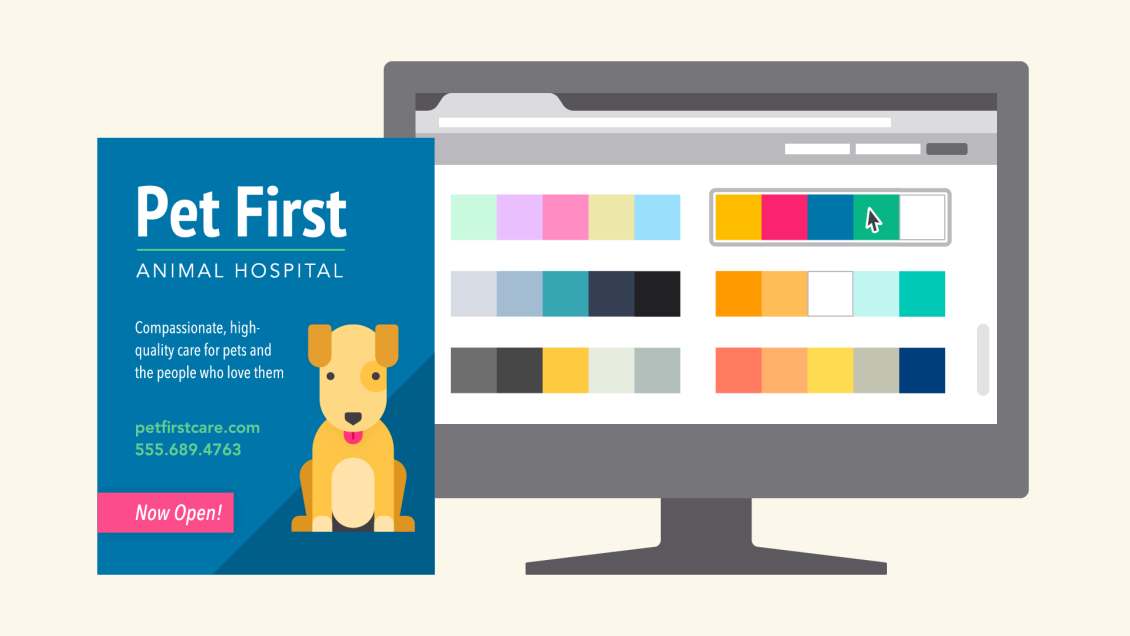 Pet First
ANIMAL HOSPITAL
Compassionate, high-
quality care for pets and
the people who love them
petfirstcare.com
555.689.4763
Now Open!